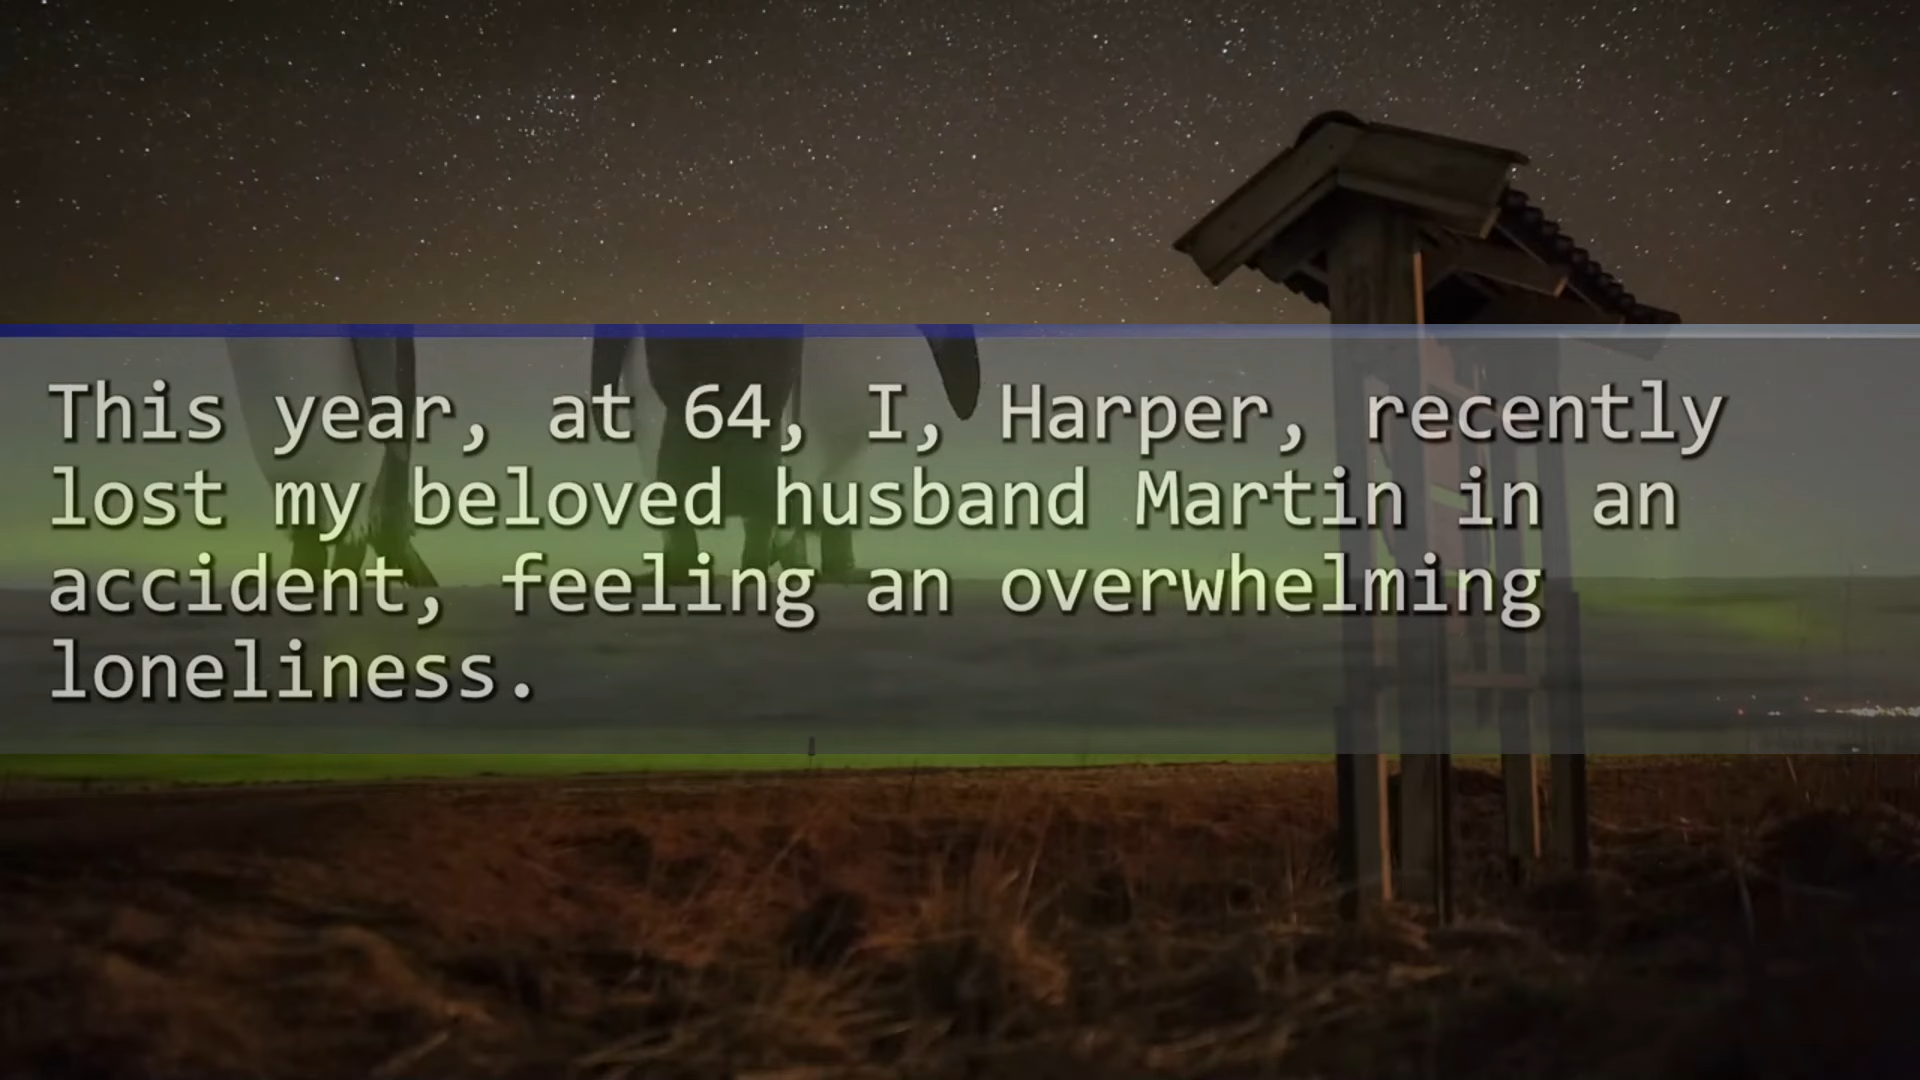 This year, at 64, I, Harper, recently
lost my beloved husband Martin in an
accident, feeling an overwhelming
loneliness.